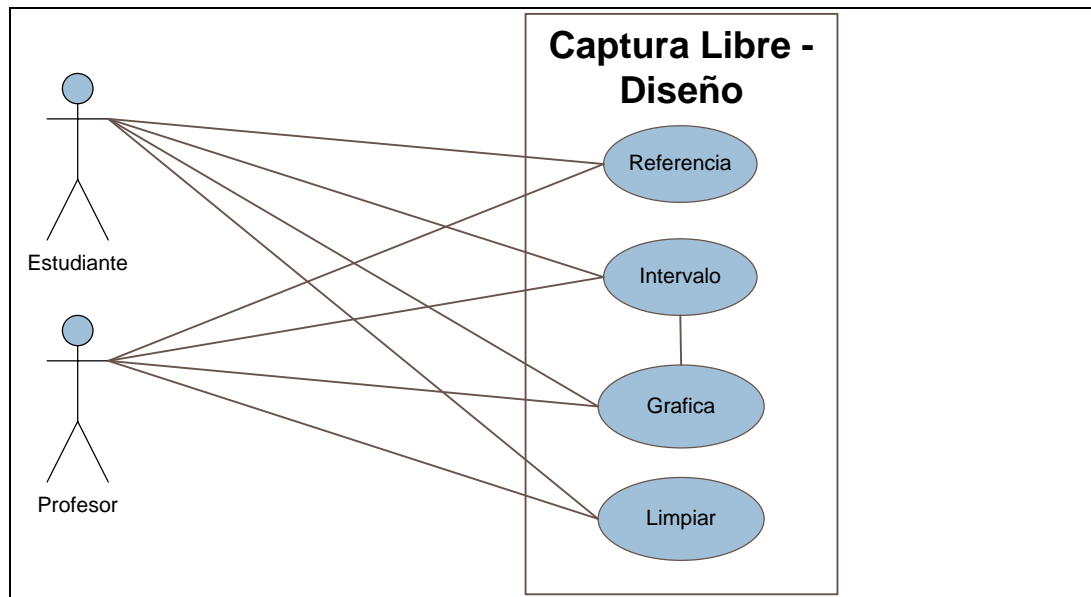 Captura Libre -
Diseño
Referencia
Estudiante
Intervalo
Grafica
Profesor
Limpiar